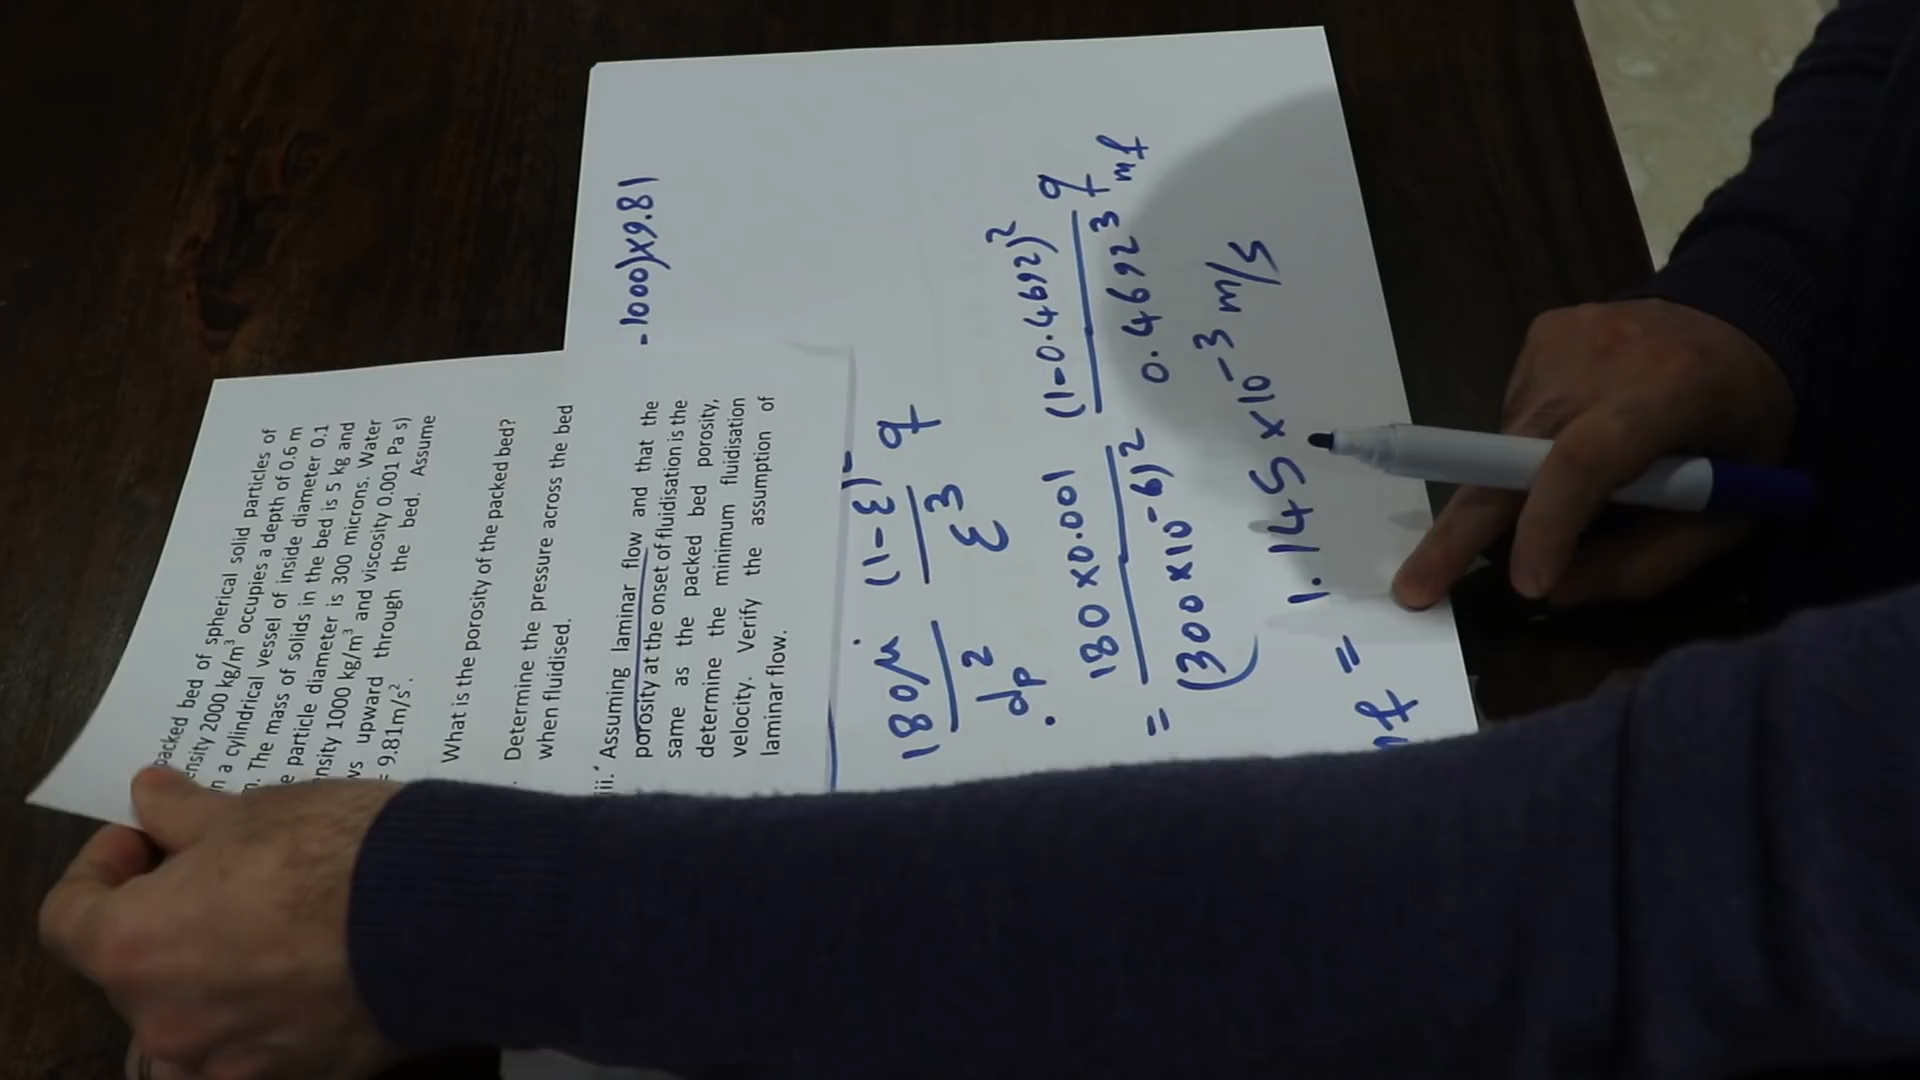 packed bed of spherical solid particles of
ensity 2000 kg/m³ occupies a depth of 0.6 m
n a cylindrical vessel of inside diameter 0.1
. The mass of solids in the bed is 5 kg and
e particle diameter is 300 microns. Water
nsity 1000 kg/m³ and viscosity 0.001 Pa s)
ws upward through the bed. Assume
= 9.81m/s².
What is the porosity of the packed bed?
Determine the pressure across the bed
when fluidised.
iii. Assuming laminar flow and that the
porosity at the onset of fluidisation is the
same as the packed bed porosity,
determine the minimum fluidisation
velocity. Verify the assumption of
laminar flow.
-1000)×9.81
180μ/dp² (1-ε)²/ε³ q
= 180×0.001/(300×10⁻⁶)² (1-0.4692)²/0.4692³ q mf
f = 1.145×10⁻³ m/s